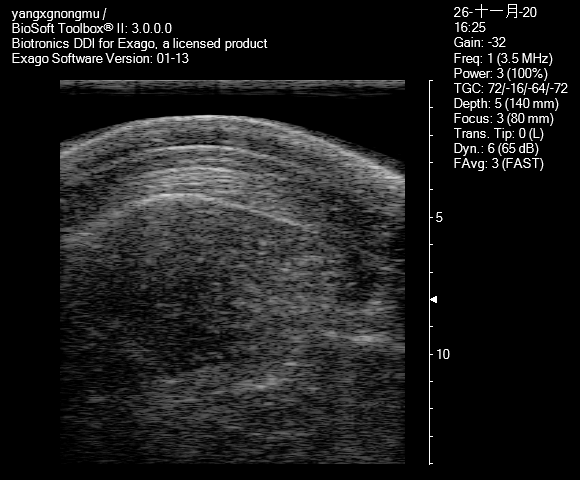 yangxgnongmu /
BioSoft Toolbox® II: 3.0.0.0
Biotronics DDI for Exago, a licensed product
Exago Software Version: 01-13
26-十一月-20
16:25
Gain: -32
Freq: 1 (3.5 MHz)
Power: 3 (100%)
TGC: 72/-16/-64/-72
Depth: 5 (140 mm)
Focus: 3 (80 mm)
Trans. Tip: 0 (L)
Dyn.: 6 (65 dB)
FAvg: 3 (FAST)
5
10